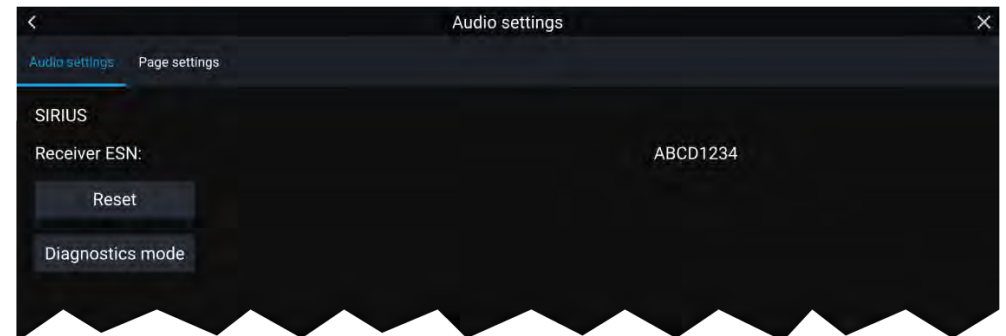 Audio settings
Audio settings Page settings
SIRIUS
Receiver ESN: ABCD1234
Reset
Diagnostics mode